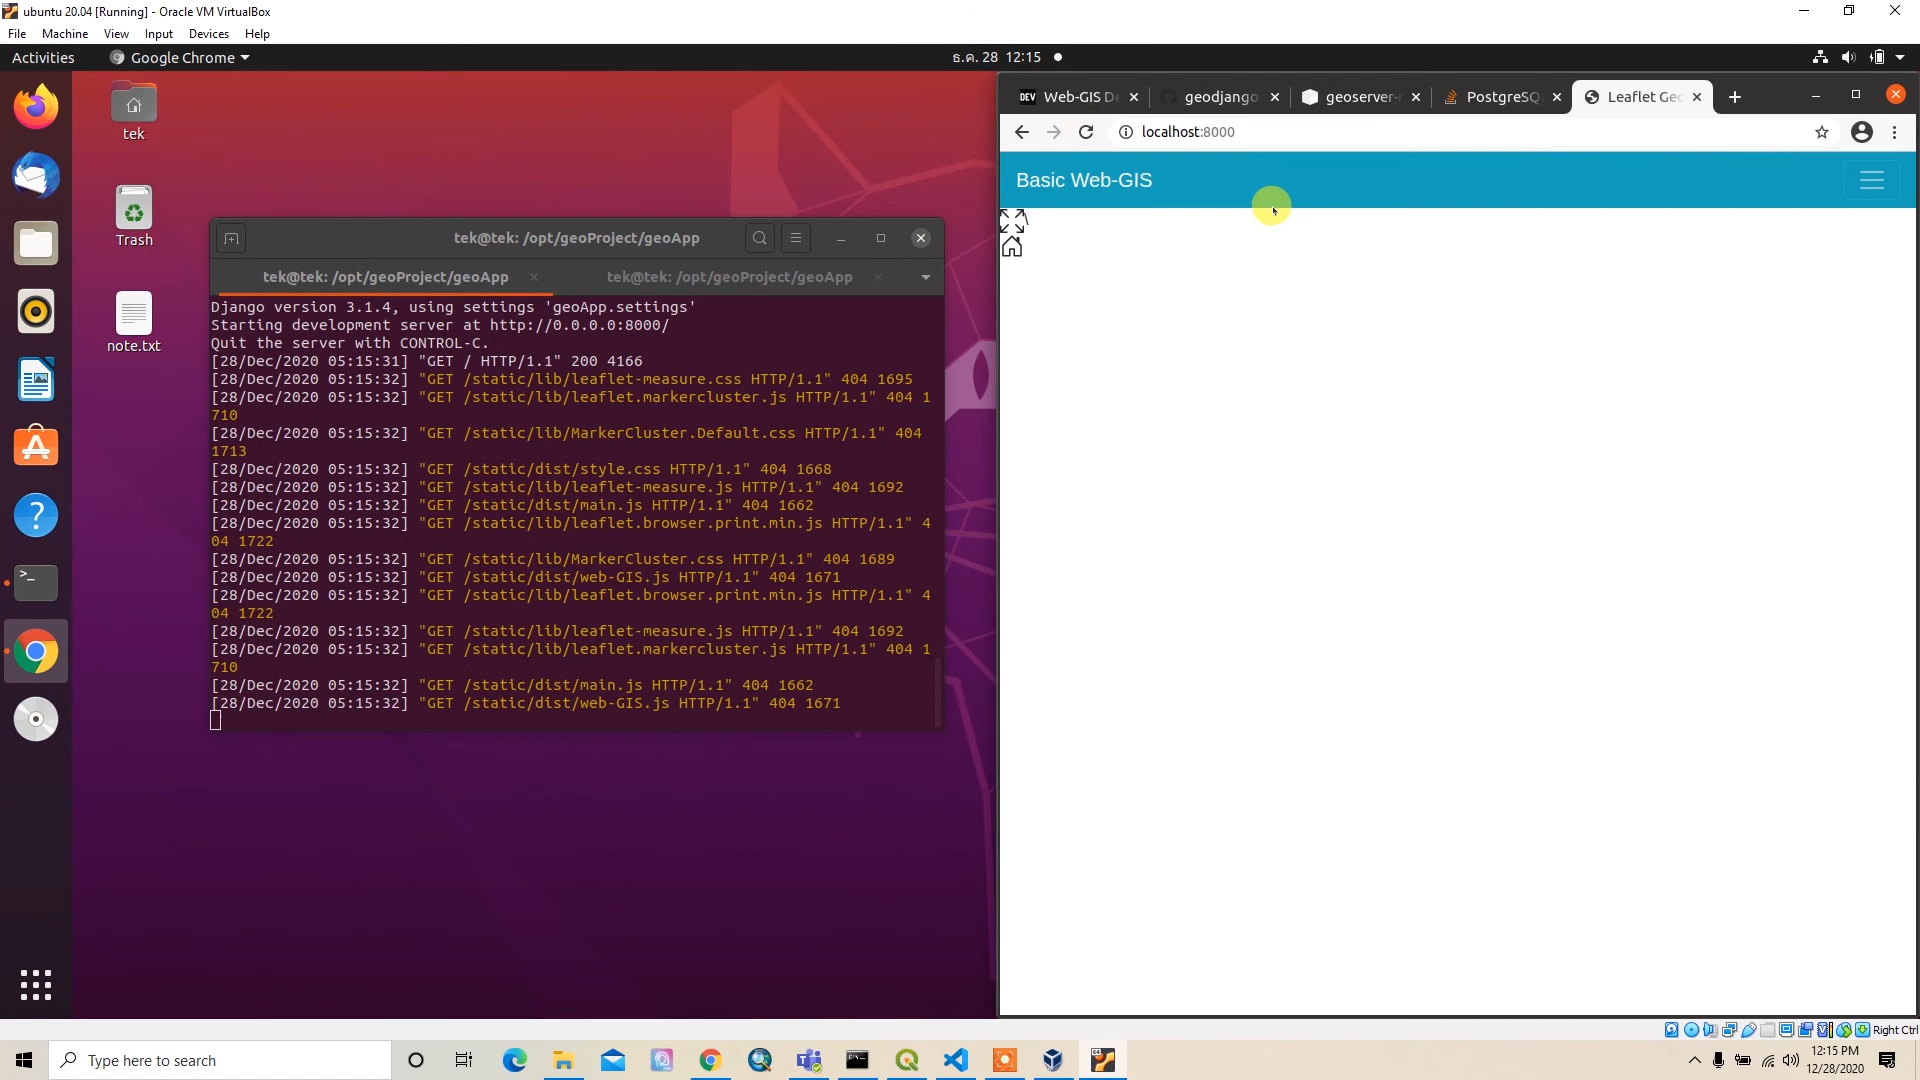 ubuntu 20.04 [Running] - Oracle VM VirtualBox
File Machine View Input Devices Help
Activities Google Chrome ธ.ค. 28 12:15
tek
Trash
note.txt
tek@tek: /opt/geoProject/geoApp
tek@tek: /opt/geoProject/geoApp tek@tek: /opt/geoProject/geoApp
Django version 3.1.4, using settings 'geoApp.settings'
Starting development server at http://0.0.0.0:8000/
Quit the server with CONTROL-C.
[28/Dec/2020 05:15:31] "GET / HTTP/1.1" 200 4166
[28/Dec/2020 05:15:32] "GET /static/lib/leaflet-measure.css HTTP/1.1" 404 1695
[28/Dec/2020 05:15:32] "GET /static/lib/leaflet.markercluster.js HTTP/1.1" 404 1
710
[28/Dec/2020 05:15:32] "GET /static/lib/MarkerCluster.Default.css HTTP/1.1" 404
1713
[28/Dec/2020 05:15:32] "GET /static/dist/style.css HTTP/1.1" 404 1668
[28/Dec/2020 05:15:32] "GET /static/lib/leaflet-measure.js HTTP/1.1" 404 1692
[28/Dec/2020 05:15:32] "GET /static/dist/main.js HTTP/1.1" 404 1662
[28/Dec/2020 05:15:32] "GET /static/lib/leaflet.browser.print.min.js HTTP/1.1" 4
04 1722
[28/Dec/2020 05:15:32] "GET /static/lib/MarkerCluster.css HTTP/1.1" 404 1689
[28/Dec/2020 05:15:32] "GET /static/dist/web-GIS.js HTTP/1.1" 404 1671
[28/Dec/2020 05:15:32] "GET /static/lib/leaflet.browser.print.min.js HTTP/1.1" 4
04 1722
[28/Dec/2020 05:15:32] "GET /static/lib/leaflet-measure.js HTTP/1.1" 404 1692
[28/Dec/2020 05:15:32] "GET /static/lib/leaflet.markercluster.js HTTP/1.1" 404 1
710
[28/Dec/2020 05:15:32] "GET /static/dist/main.js HTTP/1.1" 404 1662
[28/Dec/2020 05:15:32] "GET /static/dist/web-GIS.js HTTP/1.1" 404 1671
DEV Web-GIS De geodjango geoserver- PostgreSQ Leaflet Geo
localhost:8000
Basic Web-GIS
Right Ctrl
Type here to search
12:15 PM
12/28/2020